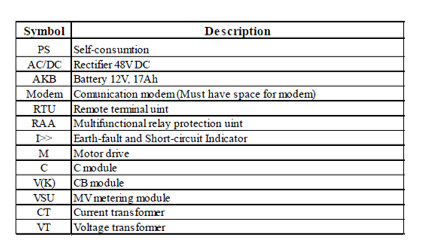 Symbol Description
PS Self-consumtion
AC/DC Rectifier 48V DC
AKB Battery 12V, 17Ah
Modem Comunication modem (Must have space for modem)
RTU Remote terminal uint
RAA Multifunctional relay protection uint
I>> Earth-fault and Short-circuit Indicator
M Motor drive
C C module
V(K) CB module
VSU MV metering module
CT Current transformer
VT Voltage transformer